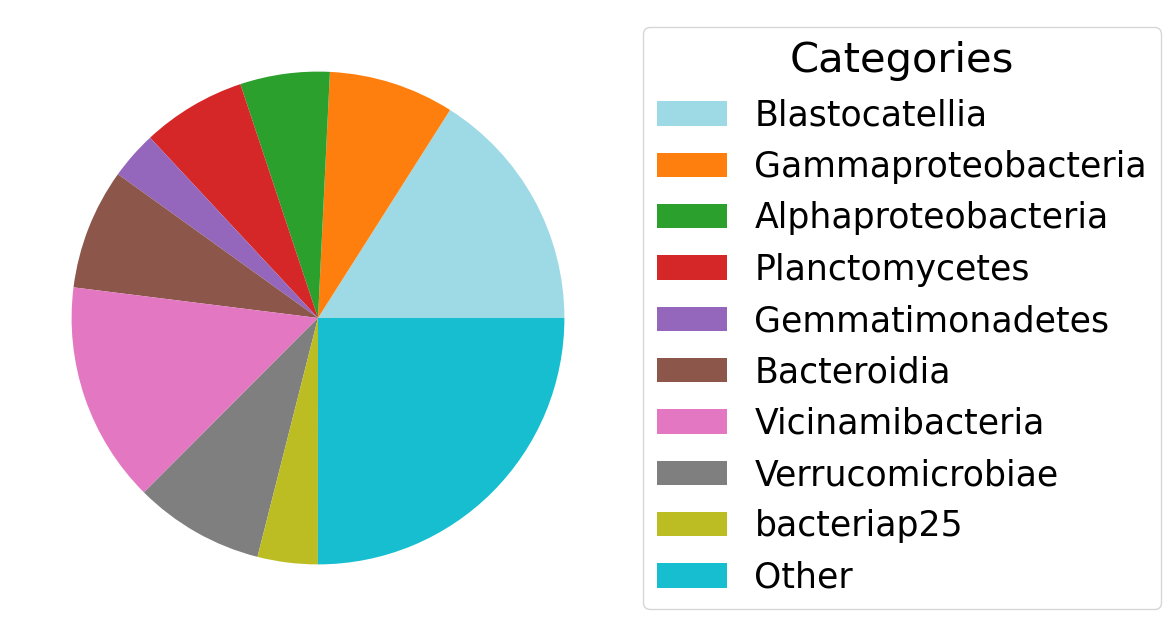 Categories
Blastocatellia
Gammaproteobacteria
Alphaproteobacteria
Planctomycetes
Gemmatimonadetes
Bacteroidia
Vicinamibacteria
Verrucomicrobiae
bacteriap25
Other